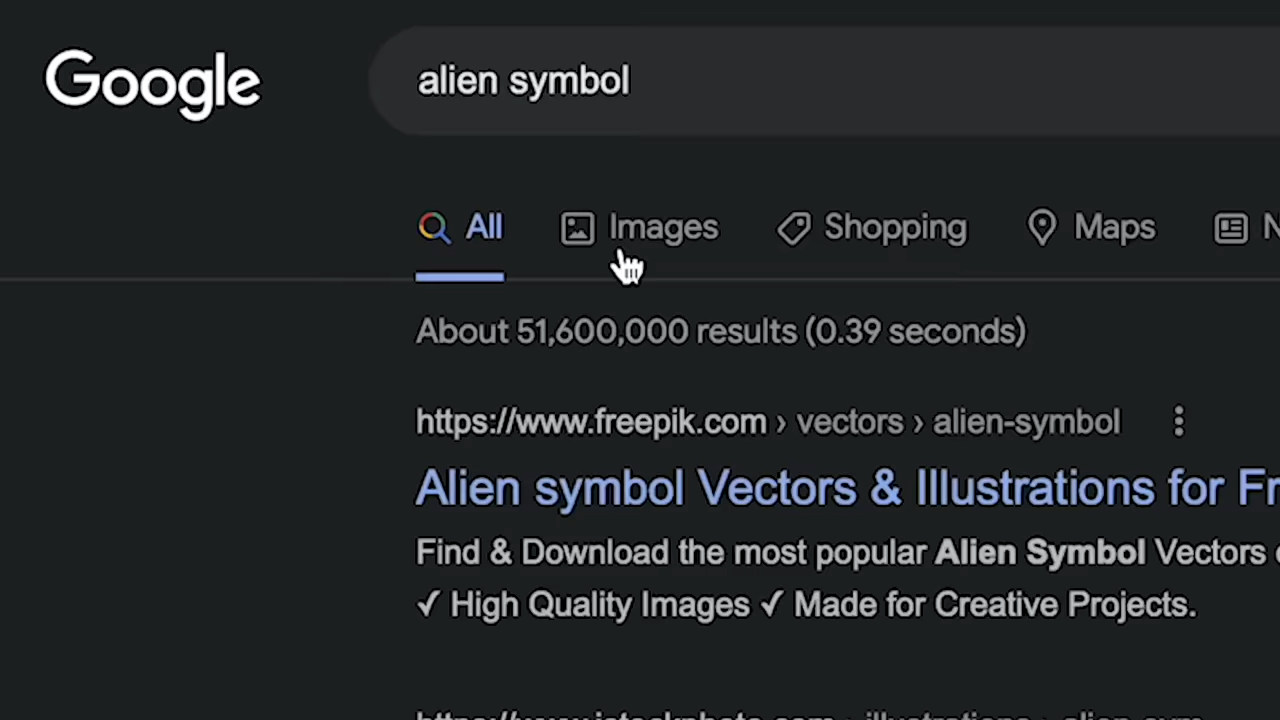 Google
alien symbol
All Images Shopping Maps
About 51,600,000 results (0.39 seconds)
https://www.freepik.com › vectors › alien-symbol
Alien symbol Vectors & Illustrations for Fr
Find & Download the most popular Alien Symbol Vectors
✓ High Quality Images ✓ Made for Creative Projects.